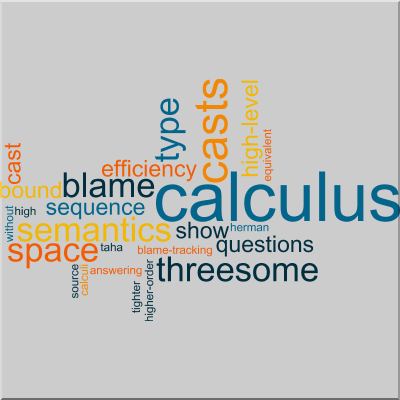 casts
type
high-level
equivalent
cast
efficiency
bound
blame
calculus
without
high
sequence
semantics
show
herman
space
taha
blame-tracking
questions
source
calculi
answering
threesome
tighter
higher-order